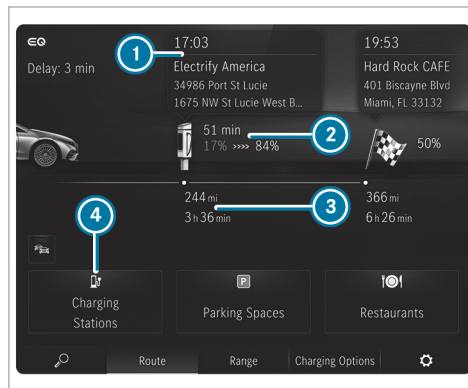 EQ
Delay: 3 min
17:03
Electrify America
34986 Port St Lucie
1675 NW St Lucie West B...
19:53
Hard Rock CAFE
401 Biscayne Blvd
Miami, FL 33132
1
51 min
17% »»» 84%
2
50%
244 mi
3 h 36 min
3
366 mi
6 h 26 min
4
Charging
Stations
P
Parking Spaces
Restaurants
Route
Range
Charging Options